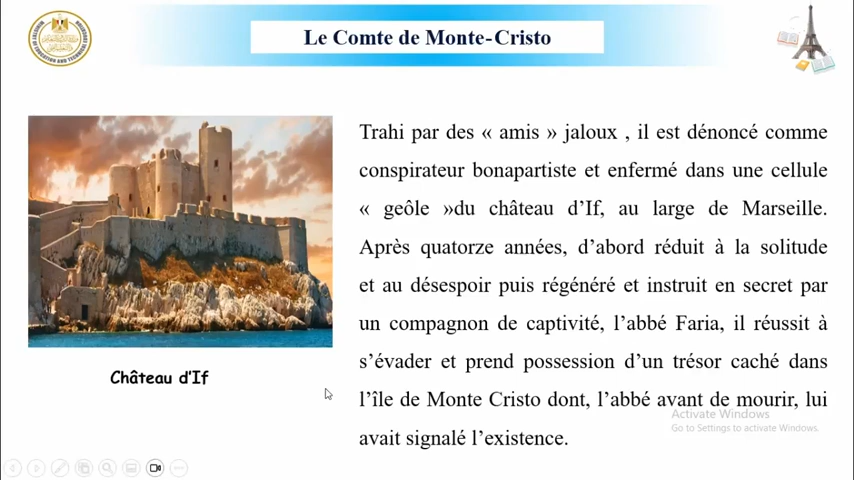 Le Comte de Monte-Cristo
Trahi par des « amis » jaloux , il est dénoncé comme
conspirateur bonapartiste et enfermé dans une cellule
« geôle »du château d’If, au large de Marseille.
Après quatorze années, d’abord réduit à la solitude
et au désespoir puis régénéré et instruit en secret par
un compagnon de captivité, l’abbé Faria, il réussit à
s’évader et prend possession d’un trésor caché dans
l’île de Monte Cristo dont, l’abbé avant de mourir, lui
avait signalé l’existence.
Château d’If
Activate Windows
Go to Settings to activate Windows.